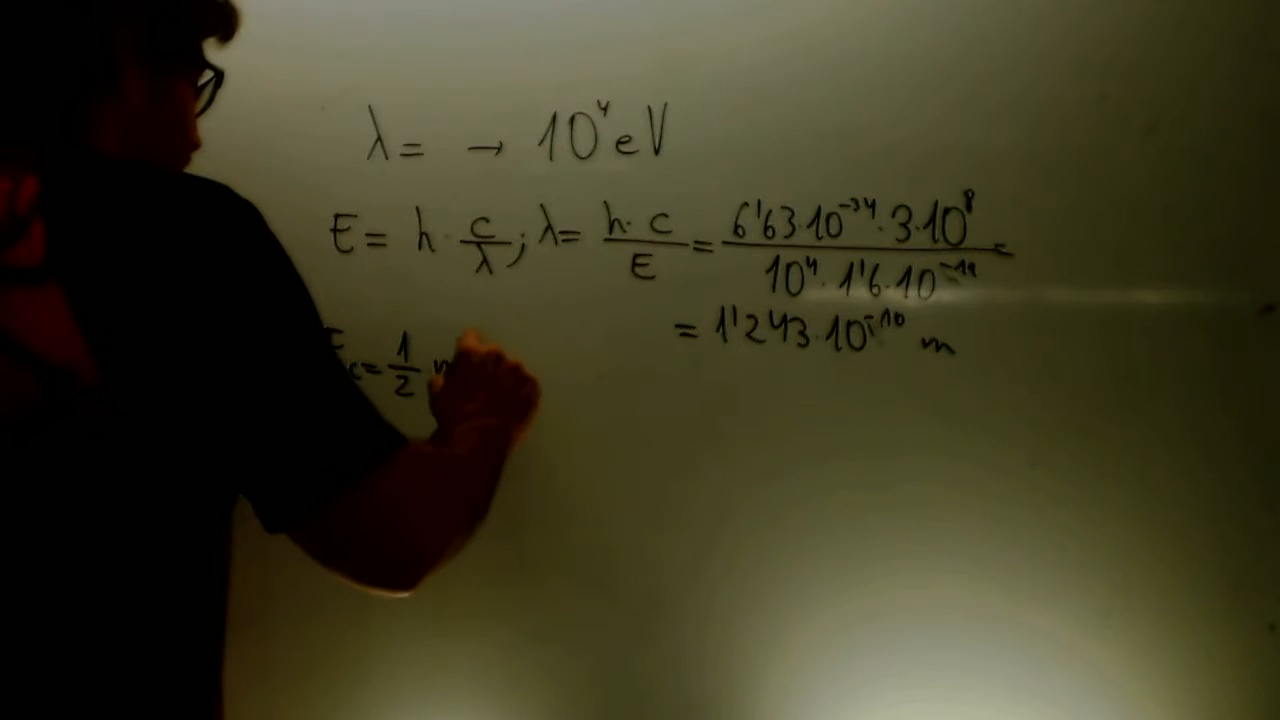 λ = → 10⁴ eV
E = h · c/λ ; λ = h · c / E = 6'63·10⁻³⁴ · 3·10⁸ / 10⁴ · 1'6·10⁻¹⁹ =
= 1'243·10⁻¹⁰ m
Ec = 1/2 m